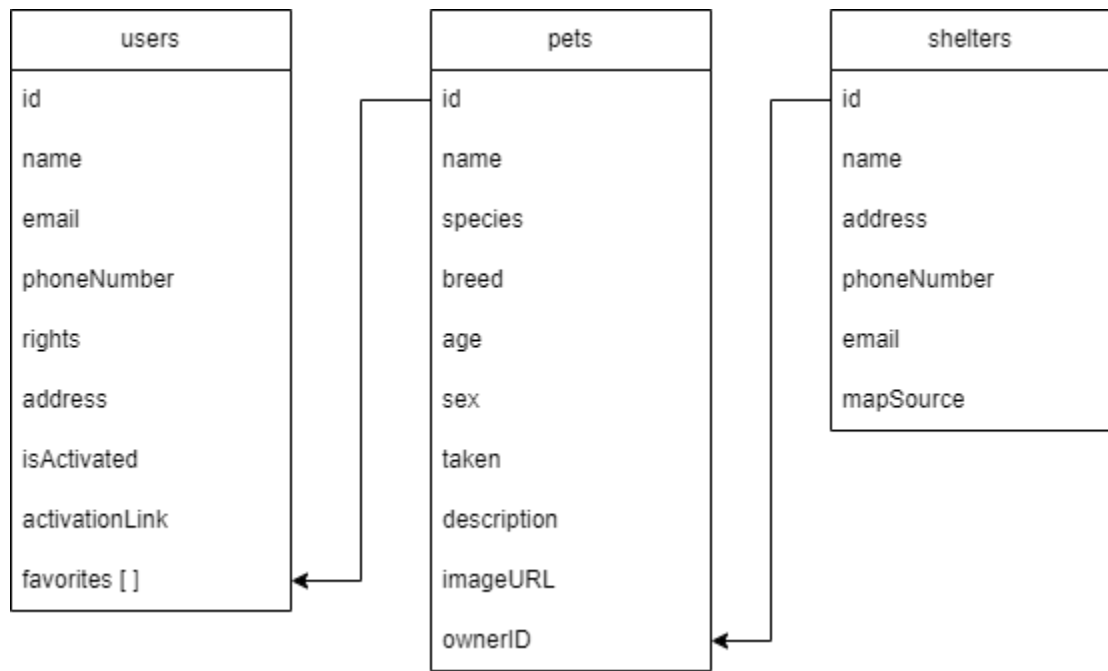 users
id
name
email
phoneNumber
rights
address
isActivated
activationLink
favorites [ ]
pets
id
name
species
breed
age
sex
taken
description
imageURL
ownerID
shelters
id
name
address
phoneNumber
email
mapSource